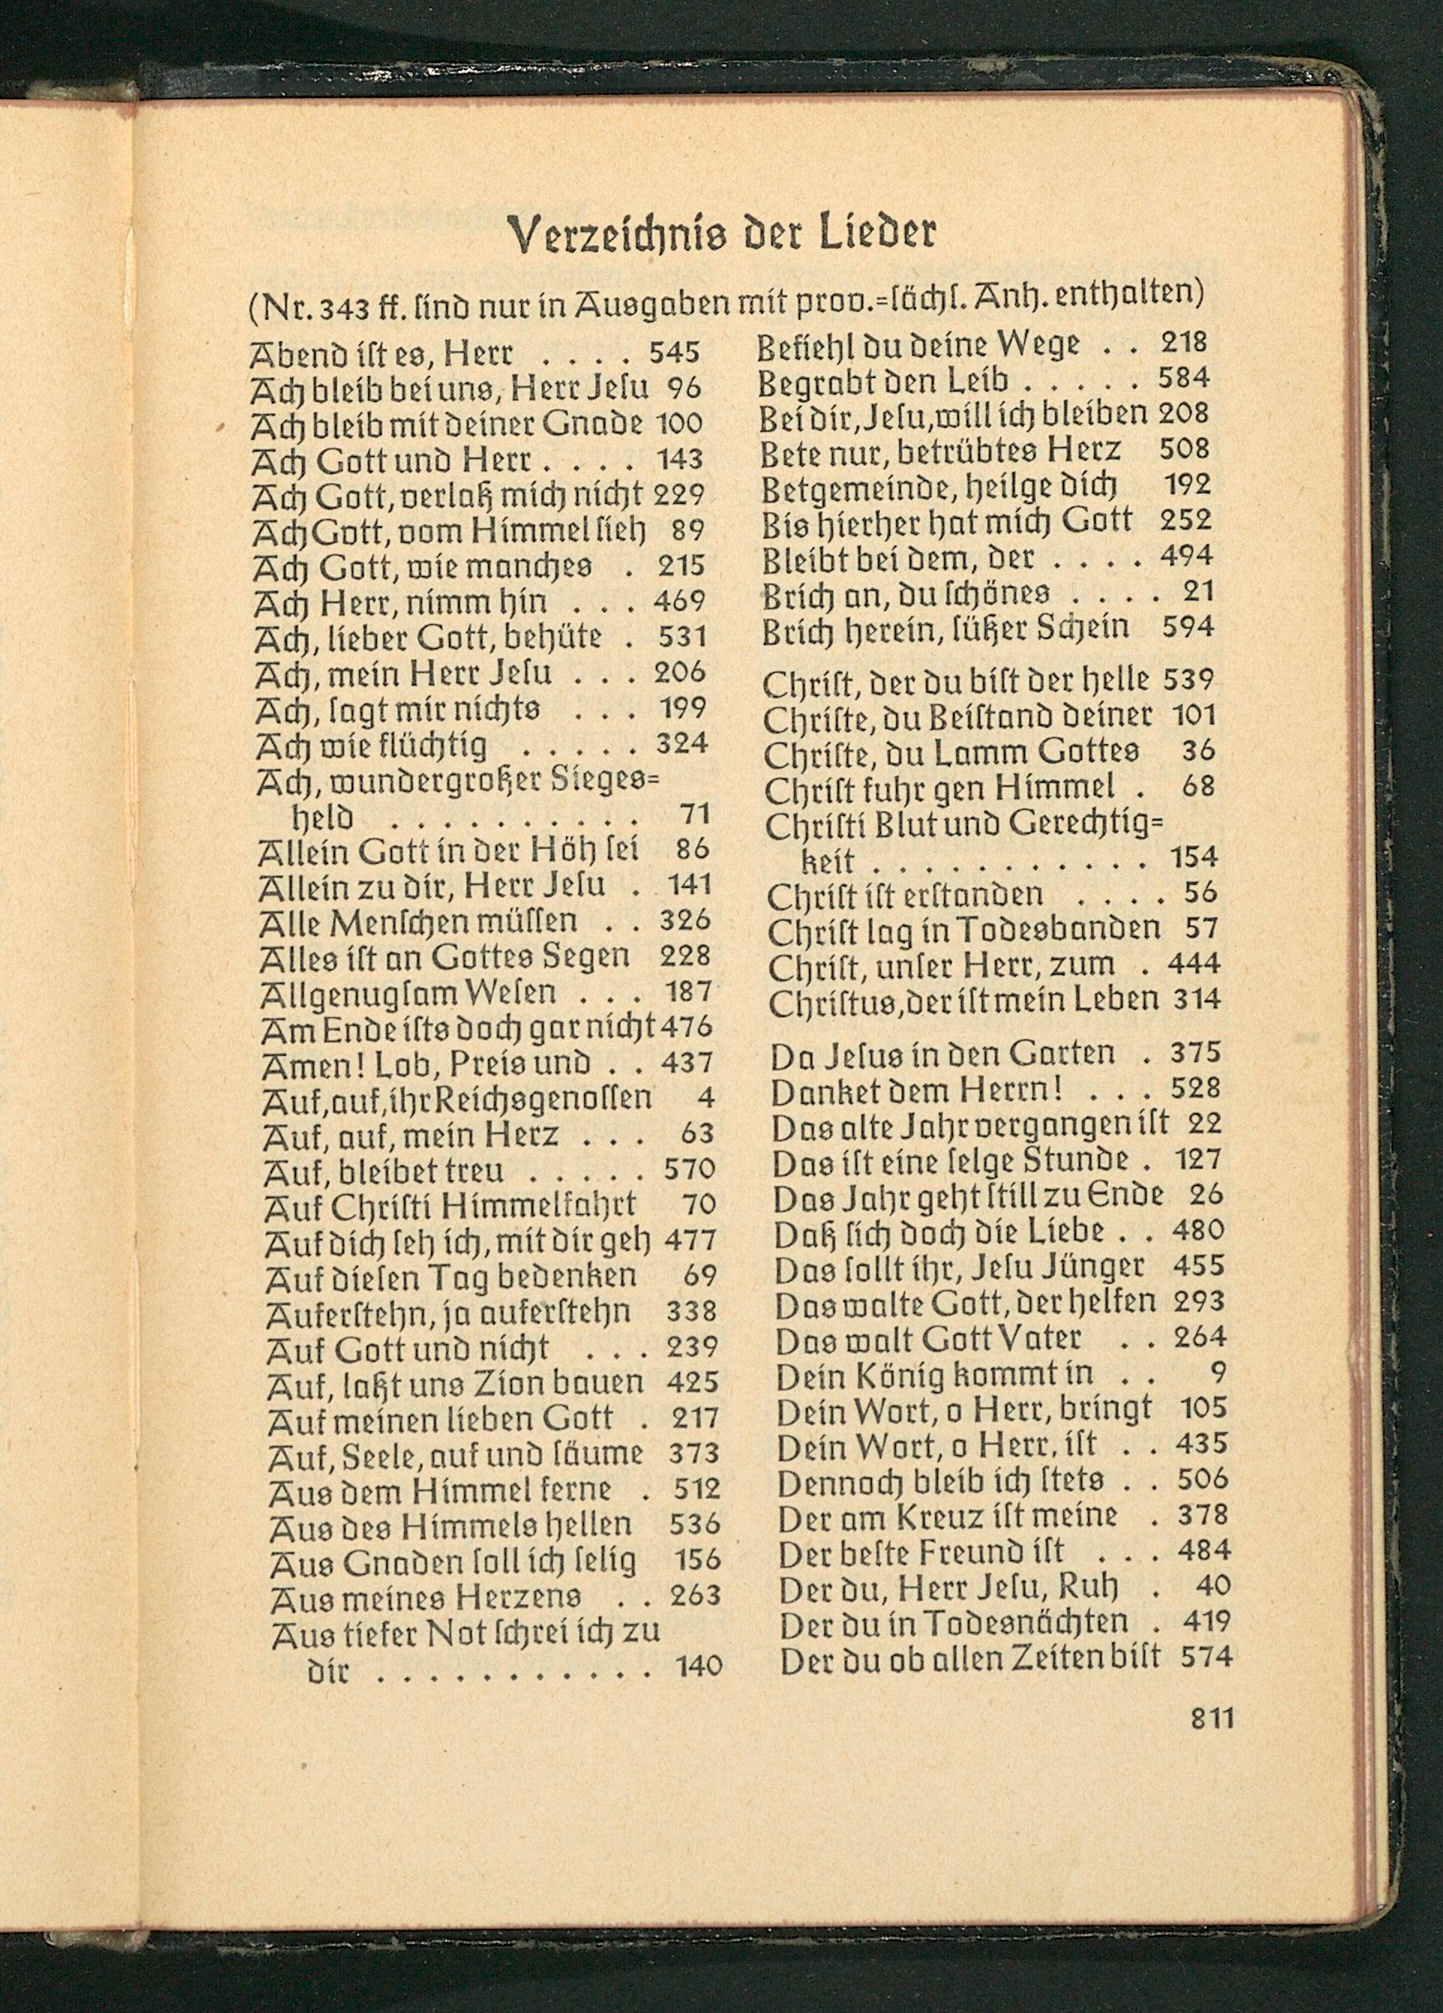 Verzeichnis der Lieder
(Nr. 343 ff. ſind nur in Ausgaben mit prov.=ſächſ. Anh. enthalten)
Abend iſt es, Herr . . . . 545
Ach bleib bei uns, Herr Jeſu 96
Ach bleib mit deiner Gnade 100
Ach Gott und Herr . . . . 143
Ach Gott, verlaß mich nicht 229
Ach Gott, vom Himmel ſieh 89
Ach Gott, wie manches . 215
Ach Herr, nimm hin . . . 469
Ach, lieber Gott, behüte . 531
Ach, mein Herr Jeſu . . . 206
Ach, ſagt mir nichts . . . 199
Ach wie flüchtig . . . . . 324
Ach, wundergroßer Sieges=
held . . . . . . . . . . 71
Allein Gott in der Höh ſei 86
Allein zu dir, Herr Jeſu . 141
Alle Menſchen müſſen . . 326
Alles iſt an Gottes Segen 228
Allgenugſam Weſen . . . 187
Am Ende iſts doch gar nicht 476
Amen! Lob, Preis und . . 437
Auf, auf, ihr Reichsgenoſſen 4
Auf, auf, mein Herz . . . 63
Auf, bleibet treu . . . . . 570
Auf Chriſti Himmelfahrt 70
Auf dich ſeh ich, mit dir geh 477
Auf dieſen Tag bedenken 69
Auferſtehn, ja auferſtehn 338
Auf Gott und nicht . . . 239
Auf, laßt uns Zion bauen 425
Auf meinen lieben Gott . 217
Auf, Seele, auf und ſäume 373
Aus dem Himmel ferne . 512
Aus des Himmels hellen 536
Aus Gnaden ſoll ich ſelig 156
Aus meines Herzens . . 263
Aus tiefer Not ſchrei ich zu
dir . . . . . . . . . . . . 140
Befiehl du deine Wege . . 218
Begrabt den Leib . . . . . 584
Bei dir, Jeſu, will ich bleiben 208
Bete nur, betrübtes Herz 508
Betgemeinde, heilge dich 192
Bis hierher hat mich Gott 252
Bleibt bei dem, der . . . . 494
Brich an, du ſchönes . . . . 21
Brich herein, ſüßer Schein 594
Chriſt, der du biſt der helle 539
Chriſte, du Beiſtand deiner 101
Chriſte, du Lamm Gottes 36
Chriſt fuhr gen Himmel . 68
Chriſti Blut und Gerechtig=
keit . . . . . . . . . . . 154
Chriſt iſt erſtanden . . . . 56
Chriſt lag in Todesbanden 57
Chriſt, unſer Herr, zum . 444
Chriſtus, der iſt mein Leben 314
Da Jeſus in den Garten . 375
Danket dem Herrn! . . . 528
Das alte Jahr vergangen iſt 22
Das iſt eine ſelge Stunde . 127
Das Jahr geht ſtill zu Ende 26
Daß ſich doch die Liebe . . 480
Das ſollt ihr, Jeſu Jünger 455
Das walte Gott, der helfen 293
Das walt Gott Vater . . 264
Dein König kommt in . . 9
Dein Wort, o Herr, bringt 105
Dein Wort, o Herr, iſt . . 435
Dennoch bleib ich ſtets . . 506
Der am Kreuz iſt meine . 378
Der beſte Freund iſt . . . 484
Der du, Herr Jeſu, Ruh . 40
Der du in Todesnächten . 419
Der du ob allen Zeiten biſt 574
811